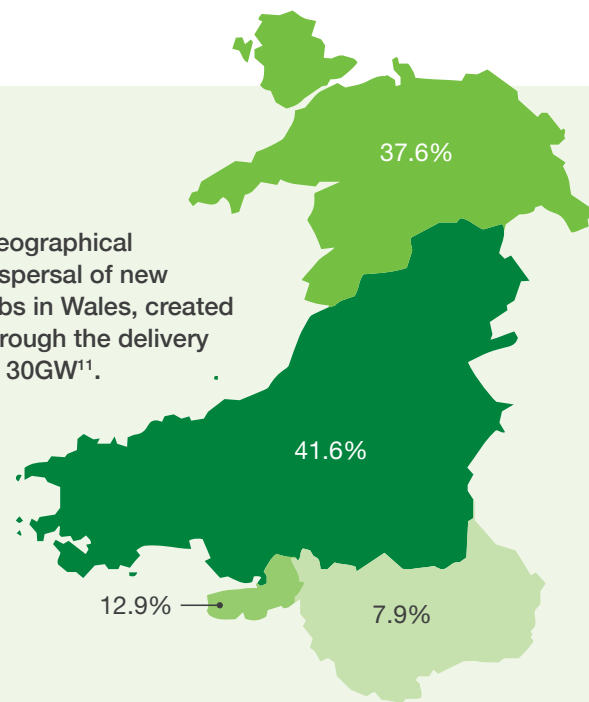 37.6%
eographical
spersal of new
bs in Wales, created
rough the delivery
30GW¹¹.
41.6%
12.9%
7.9%